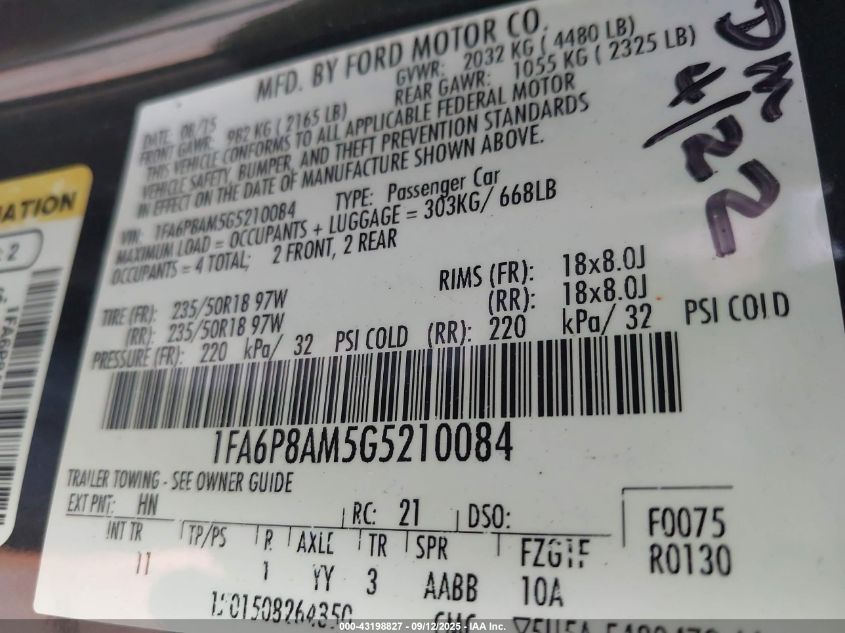 MFD. BY FORD MOTOR CO.
DATE: 08/15 GVWR: 2032 KG ( 4480 LB)
FRONT GAWR: 982 KG ( 2165 LB) REAR GAWR: 1055 KG ( 2325 LB)
THIS VEHICLE CONFORMS TO ALL APPLICABLE FEDERAL MOTOR
VEHICLE SAFETY, BUMPER, AND THEFT PREVENTION STANDARDS
IN EFFECT ON THE DATE OF MANUFACTURE SHOWN ABOVE.
VIN: 1FA6P8AM5G5210084 TYPE: Passenger Car
MAXIMUM LOAD = OCCUPANTS + LUGGAGE = 303KG/ 668LB
OCCUPANTS = 4 TOTAL; 2 FRONT, 2 REAR
TIRE (FR): 235/50R18 97W RIMS (FR): 18x8.0J
(RR): 235/50R18 97W (RR): 18x8.0J
PRESSURE (FR): 220 kPa/ 32 PSI COLD (RR): 220 kPa/ 32 PSI COLD
1FA6P8AM5G5210084
TRAILER TOWING - SEE OWNER GUIDE
EXT PNT: HN RC: 21 DSO: F0075
INT TR TP/PS R AXLE TR SPR FZG1F R0130
11 1 YY 3 AABB 10A
DM
4/22
: 2
000-43198827 - 09/12/2025 - IAA Inc.